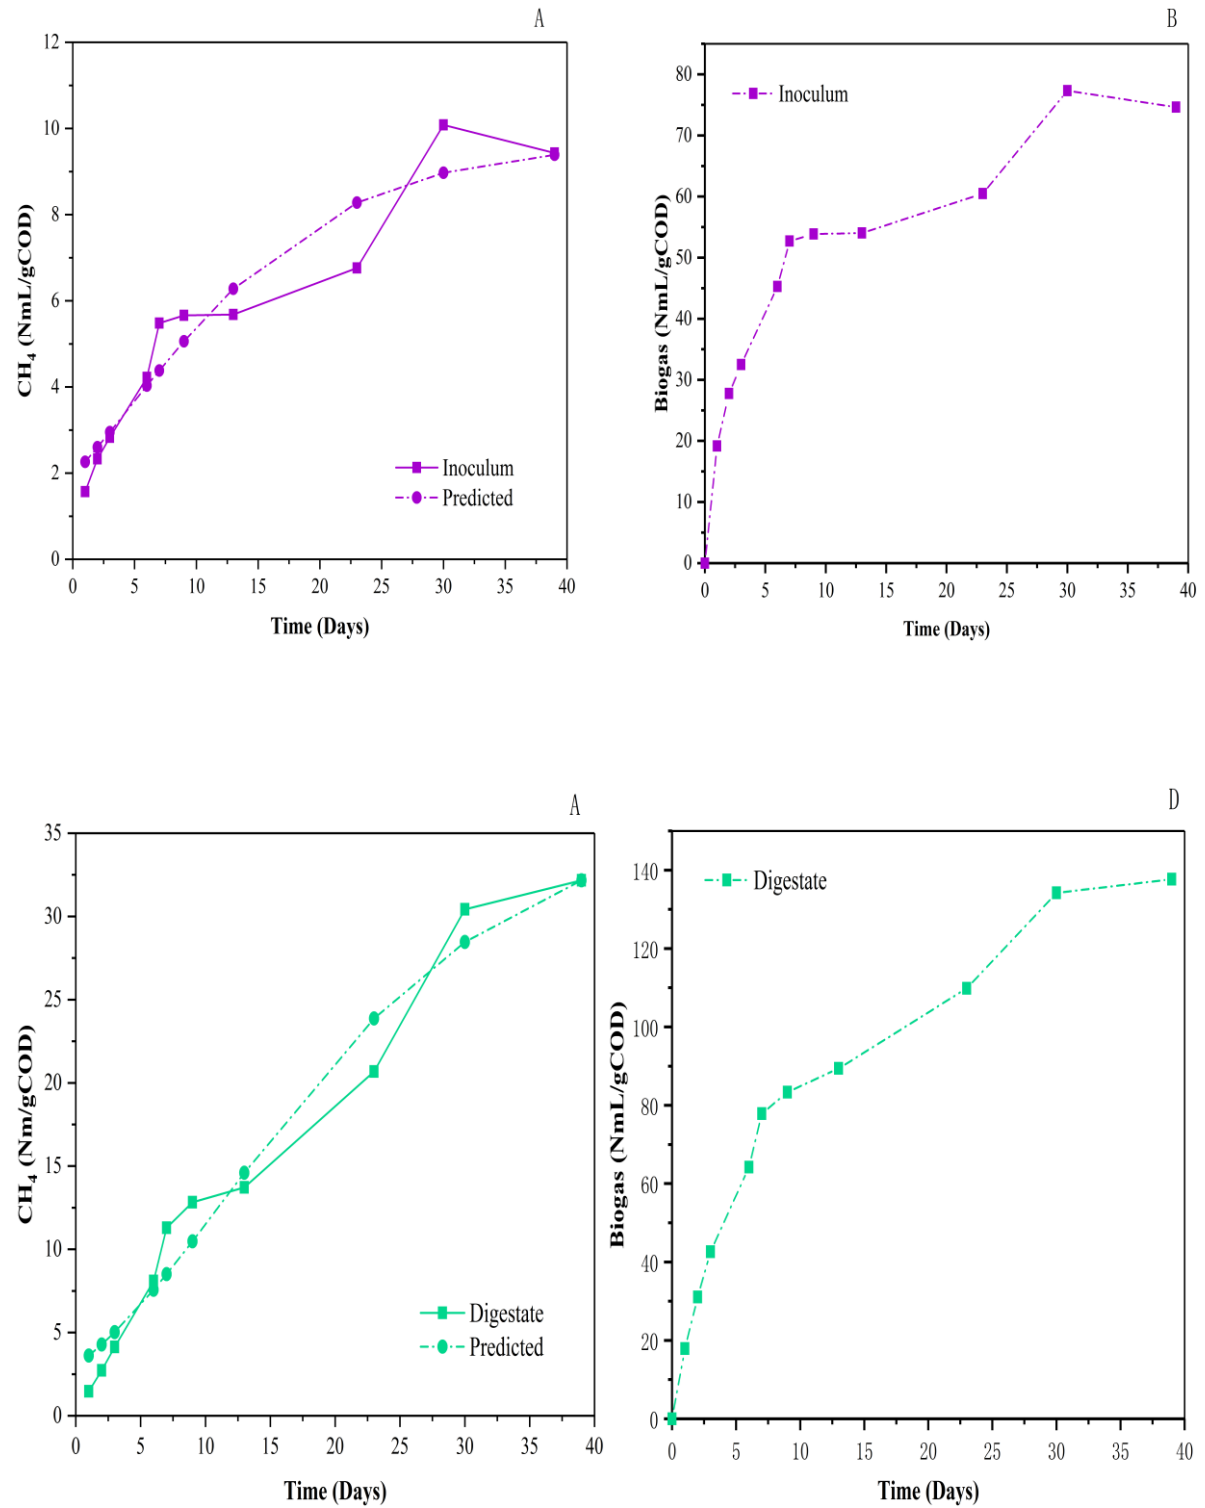 A
12
10
8
6
4
2
0
CH₄ (NmL/gCOD)
Inoculum
Predicted
0 5 10 15 20 25 30 35 40
Time (Days)
B
80
70
60
50
40
30
20
10
0
Biogas (NmL/gCOD)
Inoculum
0 5 10 15 20 25 30 35 40
Time (Days)
A
35
30
25
20
15
10
5
0
CH₄ (Nm/gCOD)
Digestate
Predicted
0 5 10 15 20 25 30 35 40
Time (Days)
D
140
120
100
80
60
40
20
0
Biogas (NmL/gCOD)
Digestate
0 5 10 15 20 25 30 35 40
Time (Days)